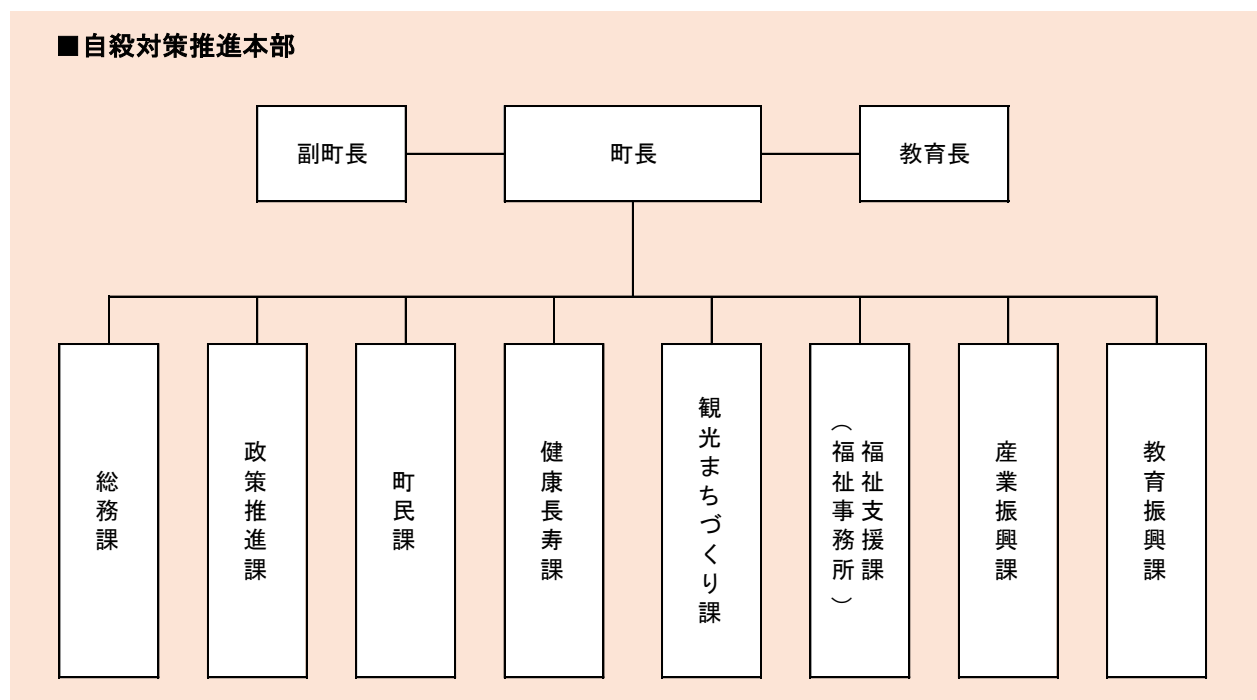 ■自殺対策推進本部
副町長
町長
教育長
総務課
政策推進課
町民課
健康長寿課
観光まちづくり課
福祉支援課
（福祉事務所）
産業振興課
教育振興課